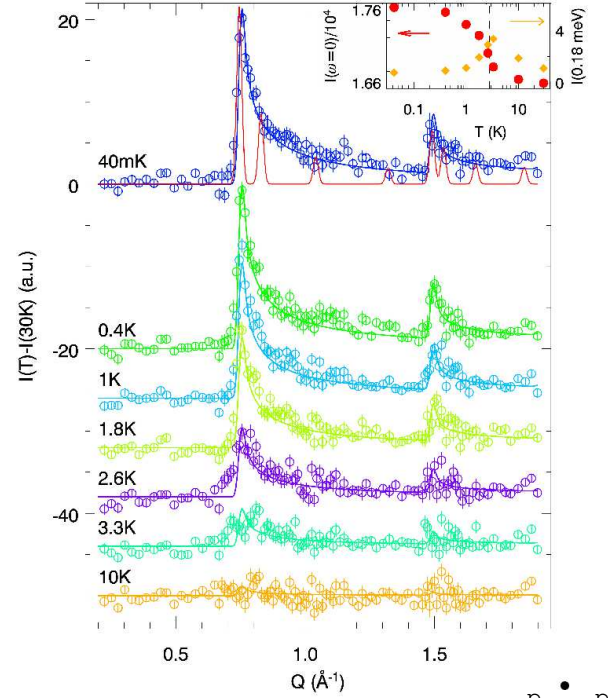 20
0
-20
-40
I(T)-I(30K) (a.u.)
40mK
0.4K
1K
1.8K
2.6K
3.3K
10K
0.5
1.0
1.5
Q (Å⁻¹)
1.76
1.66
I(ω=0)/10⁴
4
0
I(0.18 meV)
0.1
1
10
T (K)